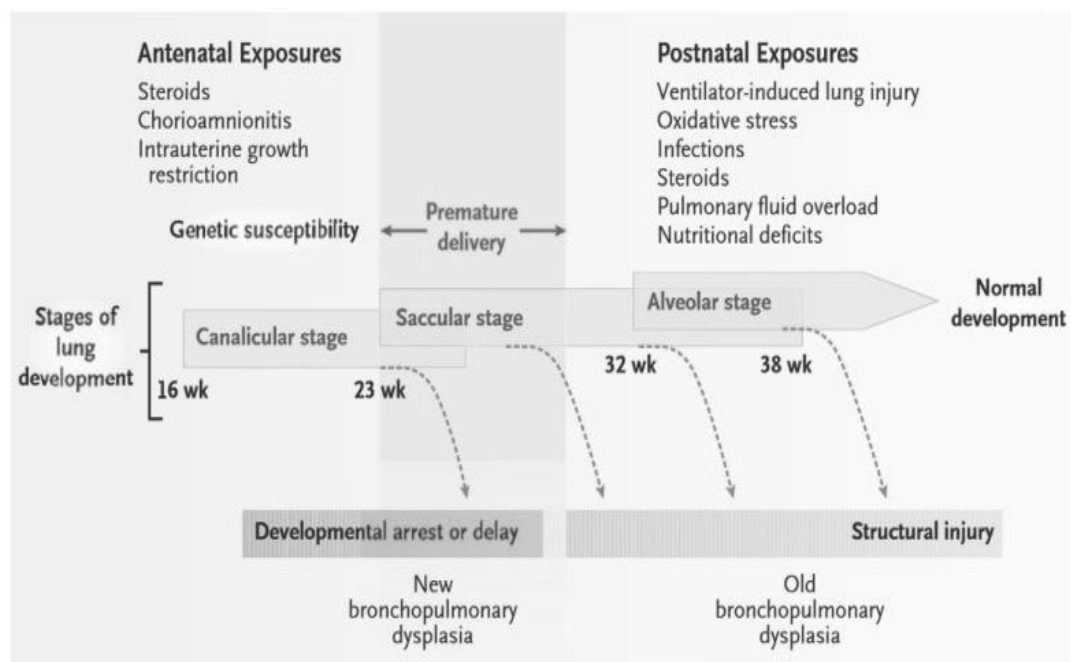 Antenatal Exposures
Steroids
Chorioamnionitis
Intrauterine growth
restriction
Postnatal Exposures
Ventilator-induced lung injury
Oxidative stress
Infections
Steroids
Pulmonary fluid overload
Nutritional deficits
Genetic susceptibility
Premature
delivery
Stages of
lung
development
Canalicular stage
Saccular stage
Alveolar stage
Normal
development
16 wk
23 wk
32 wk
38 wk
Developmental arrest or delay
Structural injury
New
bronchopulmonary
dysplasia
Old
bronchopulmonary
dysplasia